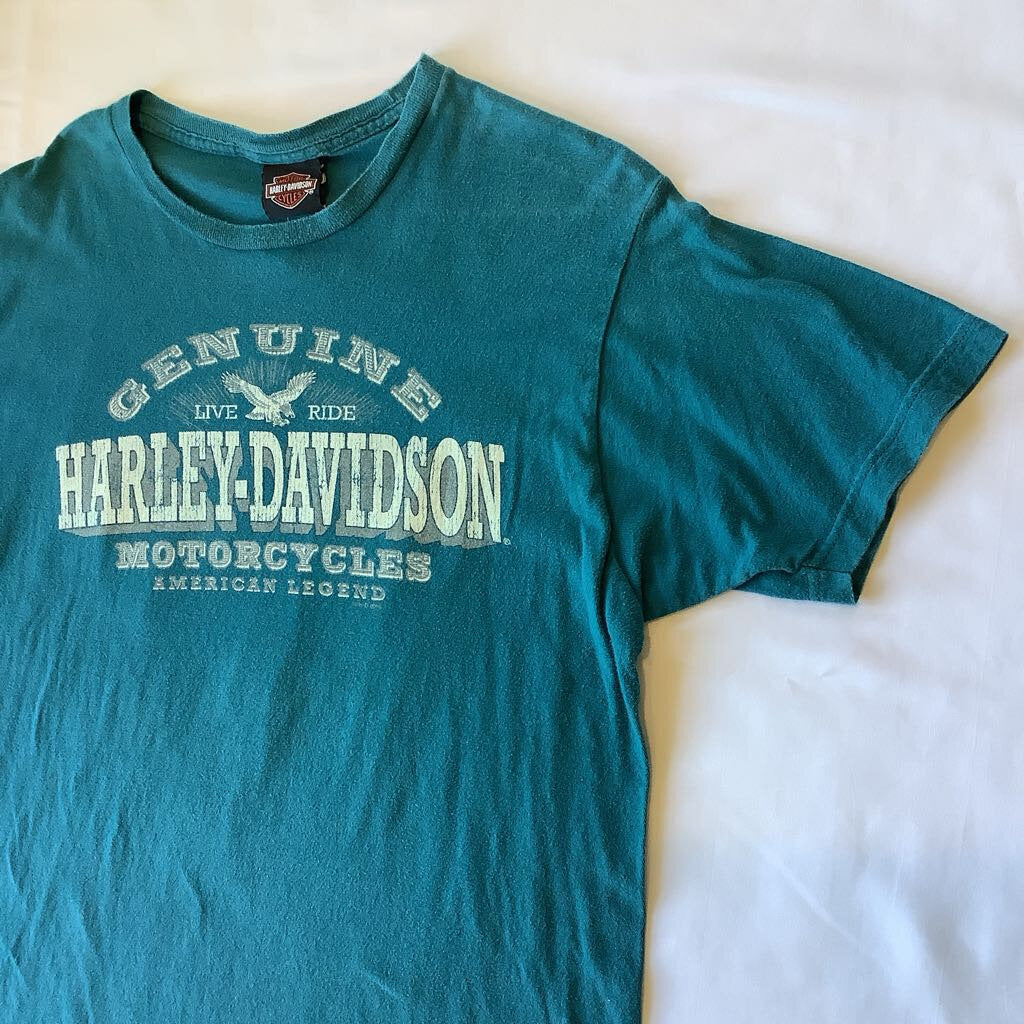 MOTOR
HARLEY-DAVIDSON
CYCLES
GENUINE
LIVE RIDE
HARLEY-DAVIDSON
®
MOTORCYCLES
AMERICAN LEGEND